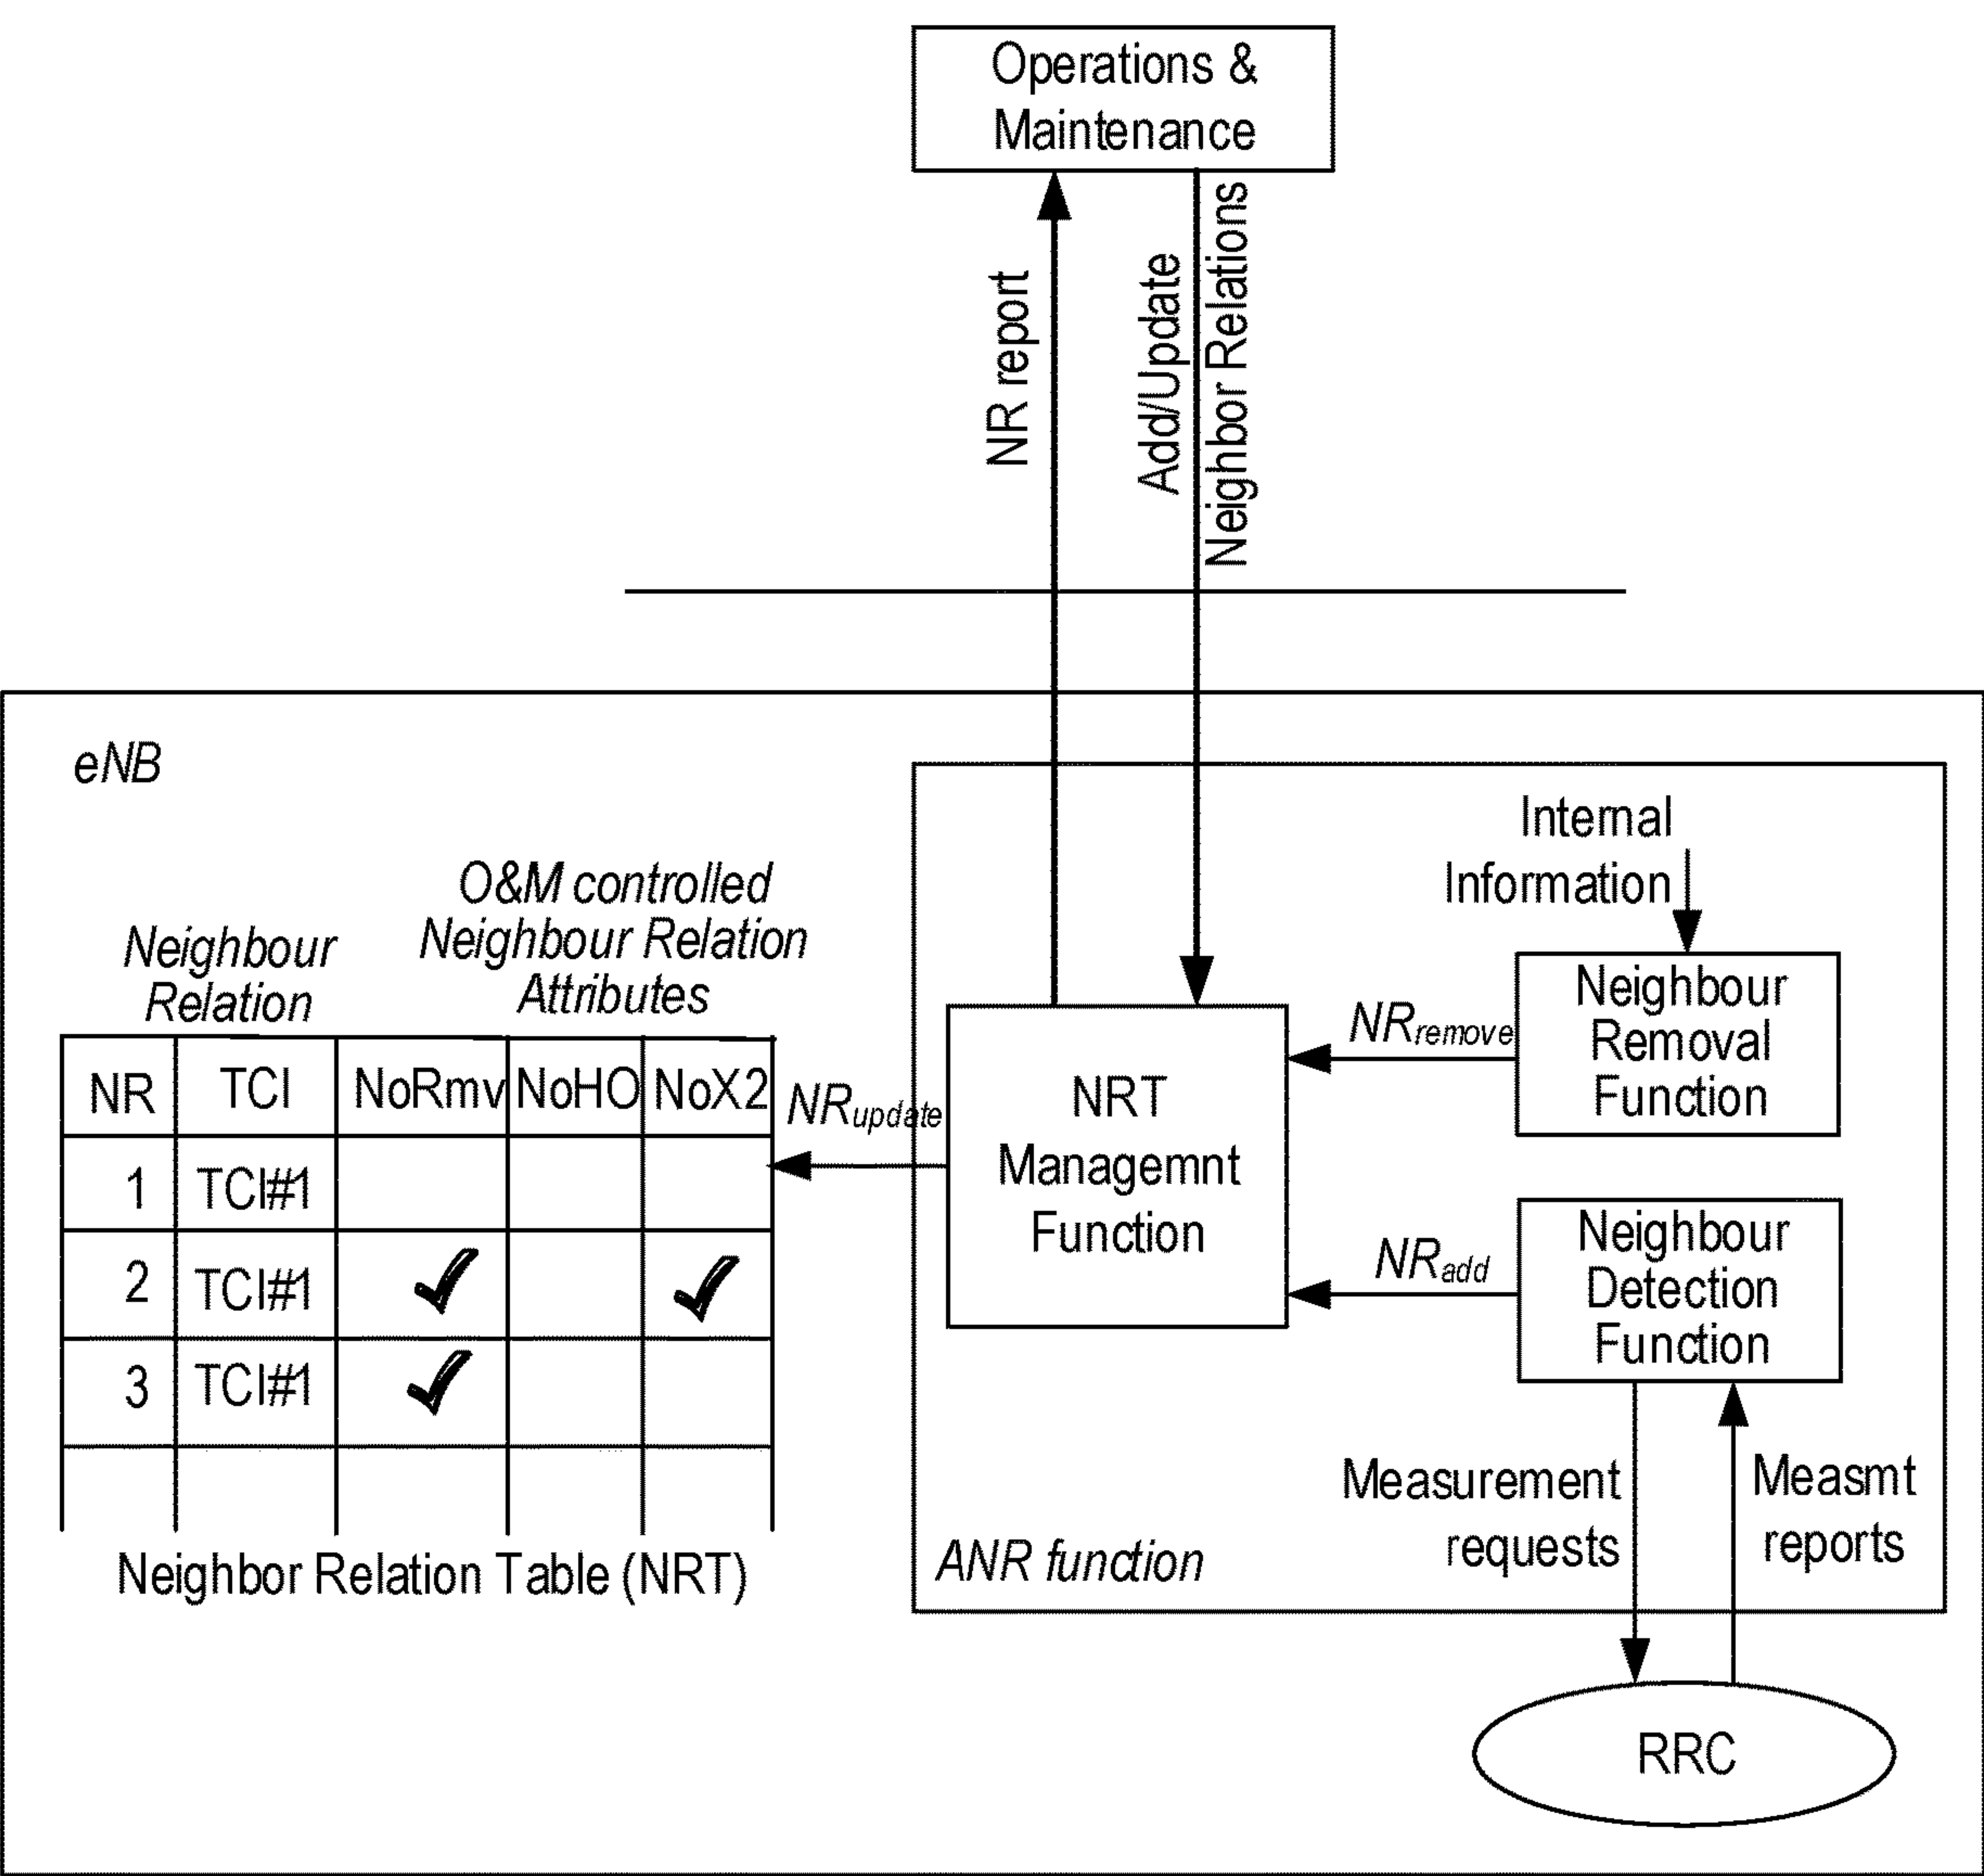 Operations &
Maintenance
NR report
Add/Update
Neighbor Relations
eNB
Internal
Information
O&M controlled
Neighbour Relation
Attributes
Neighbour
Relation
Neighbour
Removal
Function
NRremove
NR TCI NoRmv NoHO NoX2
NRupdate
NRT
Managemnt
Function
1 TCI#1
2 TCI#1
3 TCI#1
NRadd
Neighbour
Detection
Function
Measurement
requests
Measmt
reports
Neighbor Relation Table (NRT)
ANR function
RRC